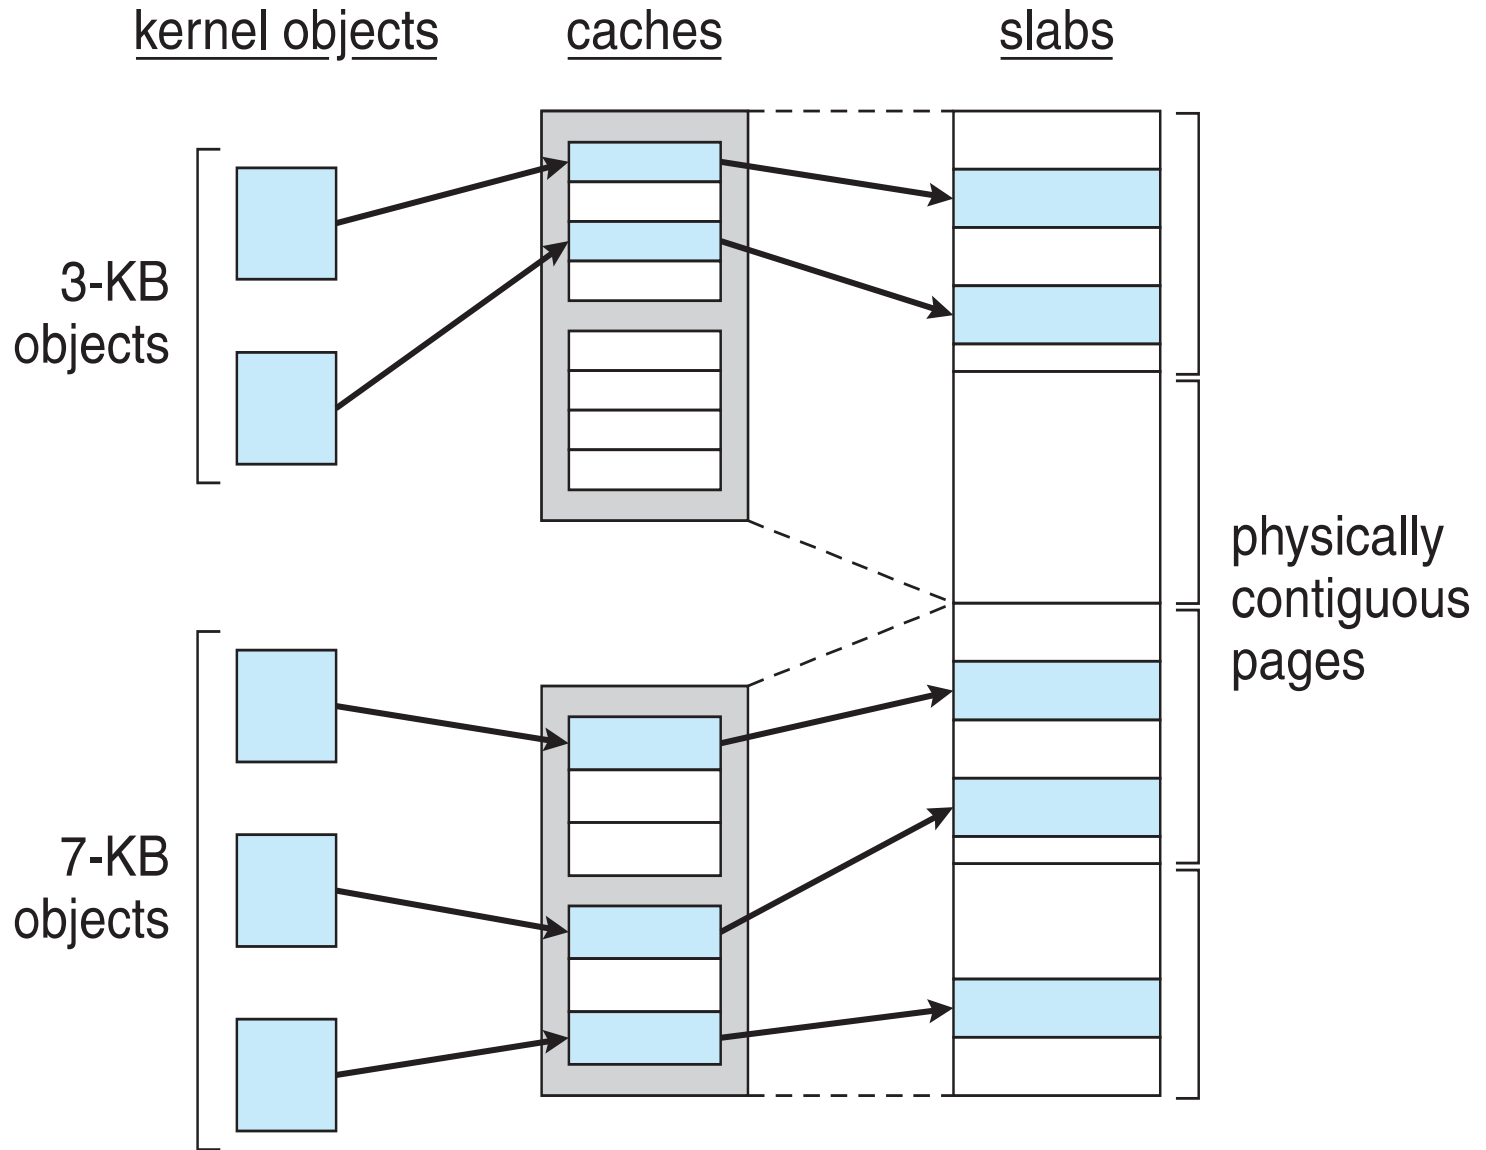 kernel objects
caches
slabs
3-KB
objects
physically
contiguous
pages
7-KB
objects